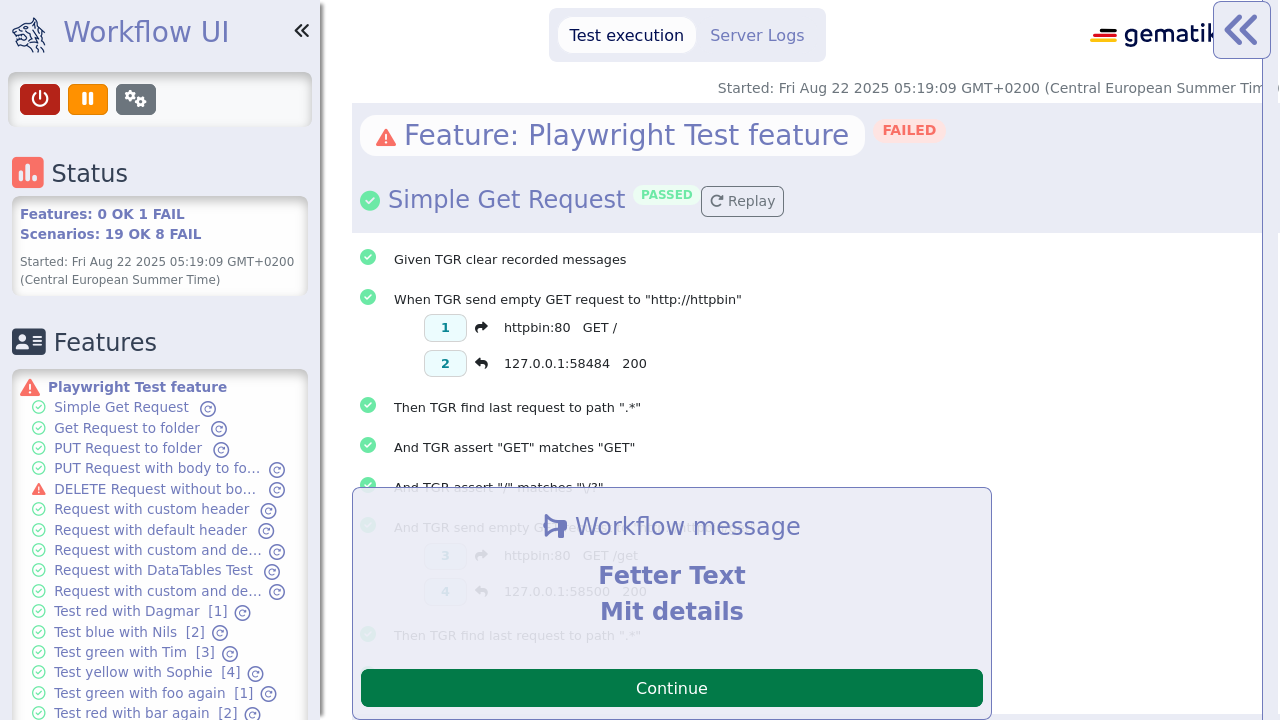 Workflow UI
Test execution
Server Logs
gematik
Started: Fri Aug 22 2025 05:19:09 GMT+0200 (Central European Summer Tim
Status
Features: 0 OK 1 FAIL
Scenarios: 19 OK 8 FAIL
Started: Fri Aug 22 2025 05:19:09 GMT+0200
(Central European Summer Time)
Features
Playwright Test feature
Simple Get Request
Get Request to folder
PUT Request to folder
PUT Request with body to fo...
DELETE Request without bo...
Request with custom header
Request with default header
Request with custom and de...
Request with DataTables Test
Request with custom and de...
Test red with Dagmar [1]
Test blue with Nils [2]
Test green with Tim [3]
Test yellow with Sophie [4]
Test green with foo again [1]
Test red with bar again [2]
Feature: Playwright Test feature FAILED
Simple Get Request PASSED Replay
Given TGR clear recorded messages
When TGR send empty GET request to "http://httpbin"
1 httpbin:80 GET /
2 127.0.0.1:58484 200
Then TGR find last request to path ".*"
And TGR assert "GET" matches "GET"
And TGR assert "/" matches "\/?"
And TGR send empty G
3 httpbin:80 GET /get
4 127.0.0.1:58500 200
Then TGR find last request to path ".*"
Workflow message
Fetter Text
Mit details
Continue